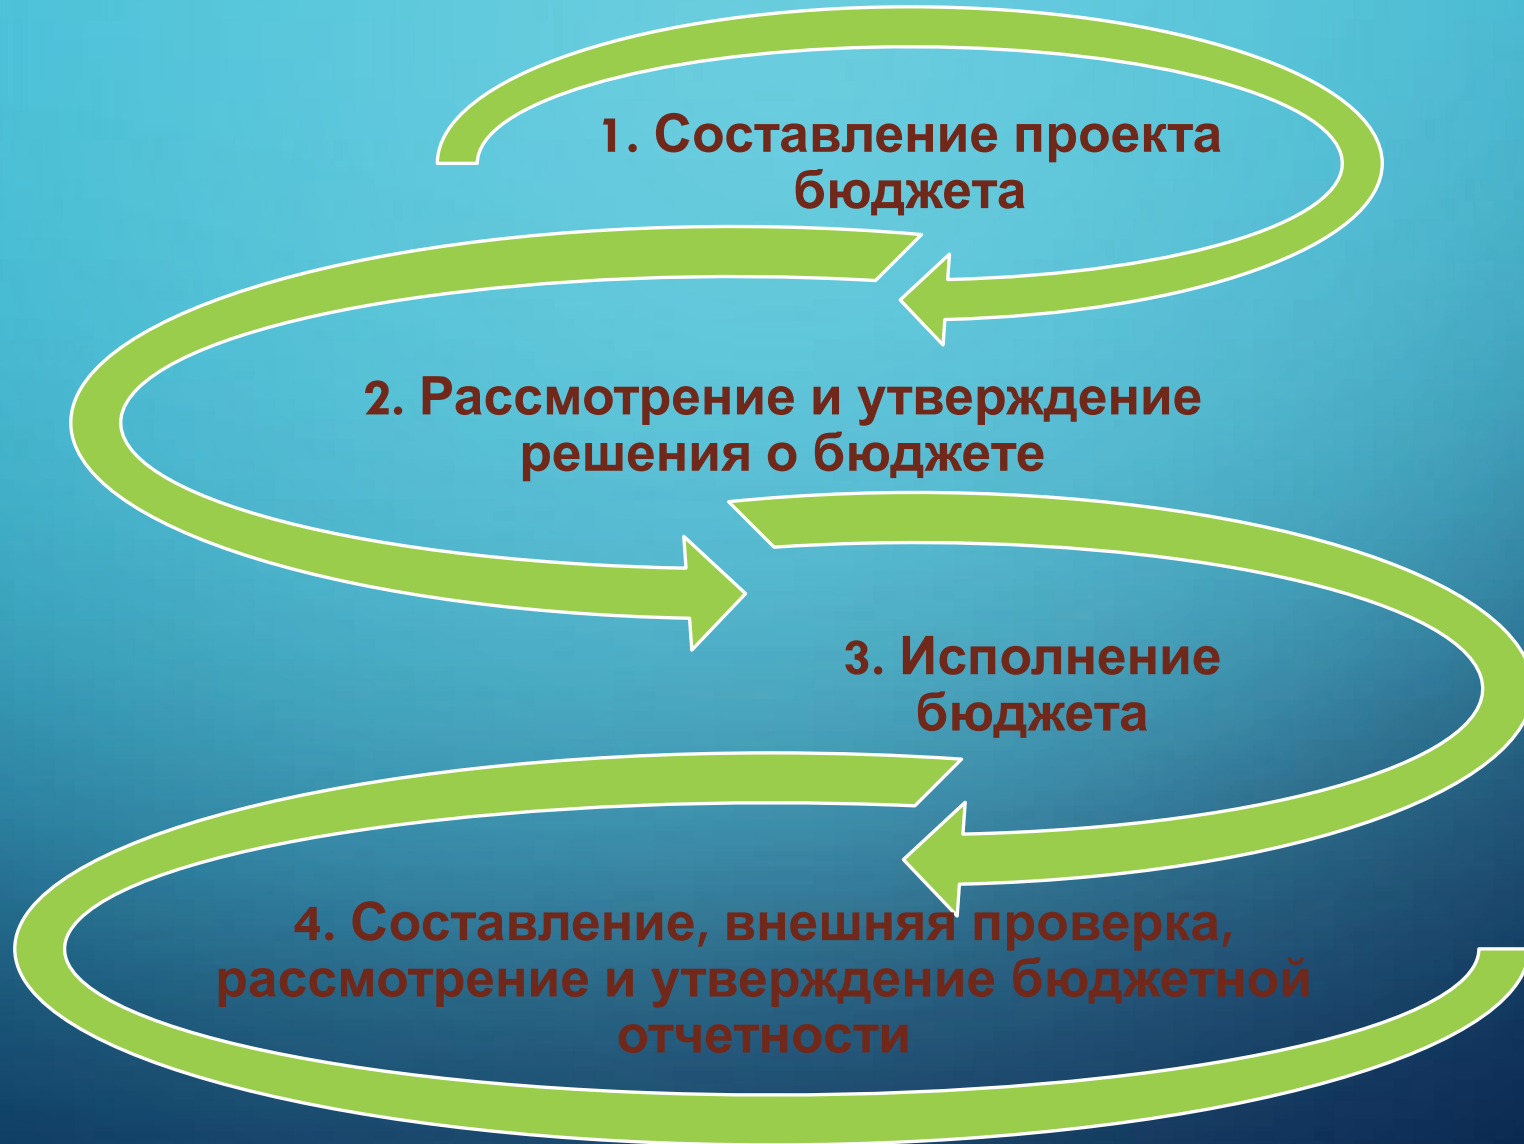 1. Составление проекта
бюджета
2. Рассмотрение и утверждение
решения о бюджете
3. Исполнение
бюджета
4. Составление, внешняя проверка,
рассмотрение и утверждение бюджетной
отчетности